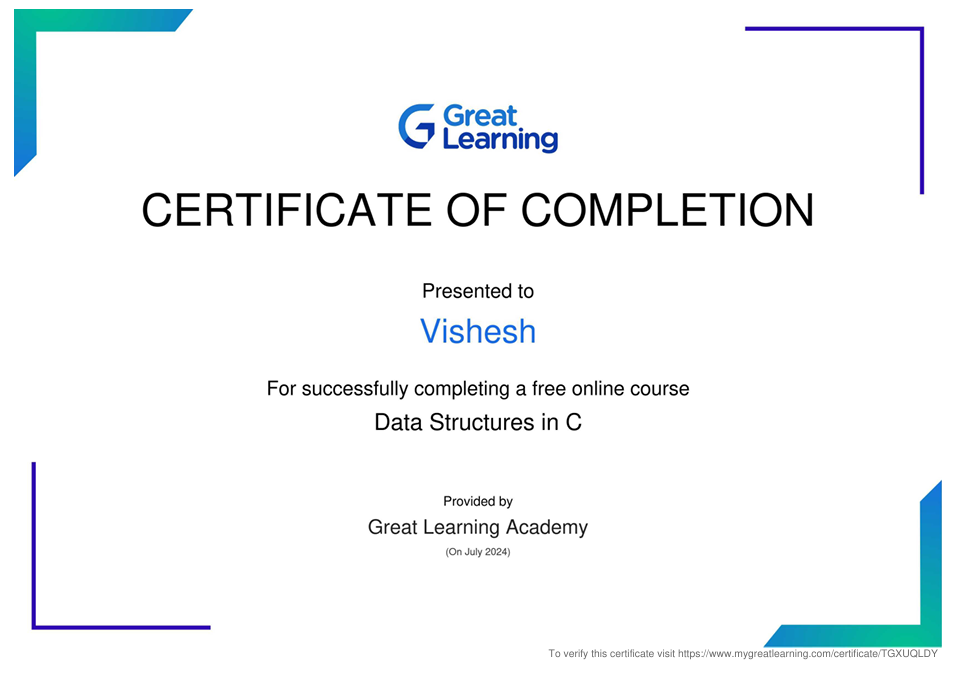 Great
Learning
CERTIFICATE OF COMPLETION
Presented to
Vishesh
For successfully completing a free online course
Data Structures in C
Provided by
Great Learning Academy
(On July 2024)
To verify this certificate visit https://www.mygreatlearning.com/certificate/TGXUQLDY